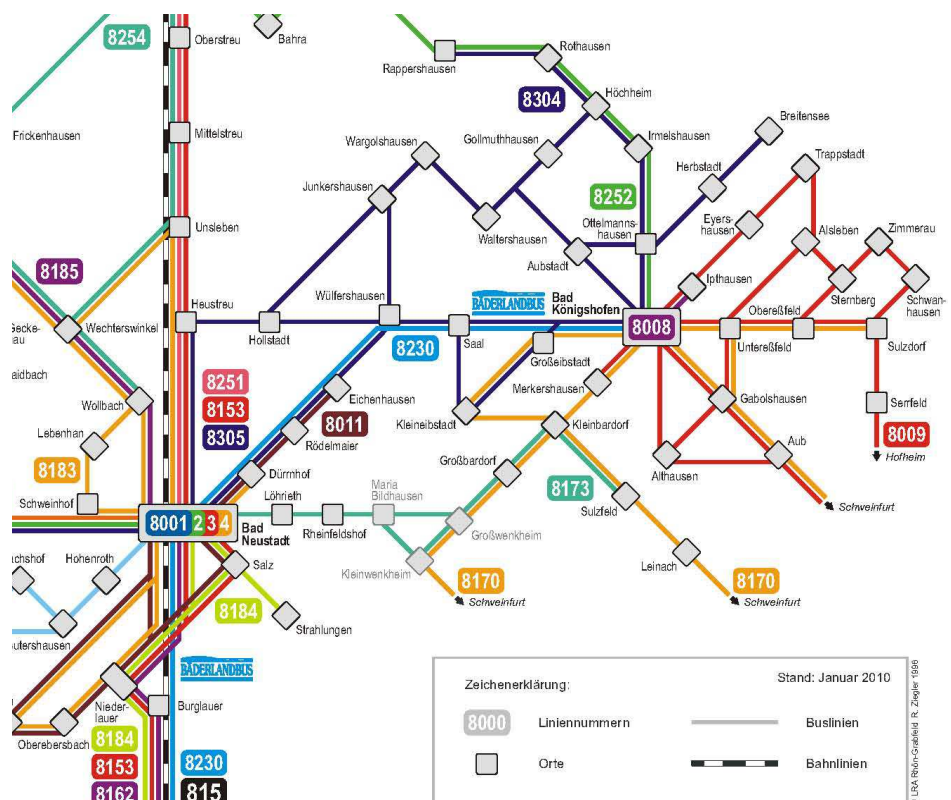 8254
Oberstreu
Bahra
Rappershausen
Rothausen
8304
Höchheim
Frickenhausen
Mittelstreu
Wargolshausen
Gollmuthhausen
Irmelshausen
Breitensee
Trappstadt
Junkershausen
Herbstadt
8252
Unsleben
Waltershausen
Ottelmanns-
hausen
Eyers-
hausen
Alsleben
Zimmerau
Aubstadt
8185
Ipthausen
Sternberg
Schwan-
hausen
Wülfershausen
BÄDERLANDBUS
Bad
Königshofen
Heustreu
Wechterswinkel
Hollstadt
8230
Saal
8008
Obereßfeld
Untereßfeld
Sulzdorf
Großeibstadt
8251
8153
8305
Eichenhausen
Merkershausen
Wollbach
Kleineibstadt
Gabolshausen
Serrfeld
8011
Rödelmaier
Kleinbardorf
8009
Hofheim
Lebenhan
8183
Großbardorf
Aub
Althausen
Dürrnhof
8173
Schweinhof
Löhrieth
Maria
Bildhausen
Sulzfeld
Schweinfurt
8001 2 3 4
Bad
Neustadt
Rheinfeldshof
Großwenkheim
Hohenroth
Salz
Kleinwenkheim
Leinach
8170
Schweinfurt
8170
Schweinfurt
8184
Strahlungen
BÄDERLANDBUS
Nieder-
lauer
Burglauer
Oberebersbach
8184
8153
8162
8230
815
Zeichenerklärung:
Stand: Januar 2010
8000
Liniennummern
Buslinien
Orte
Bahnlinien
LRA Rhön-Grabfeld R. Ziegler 1996